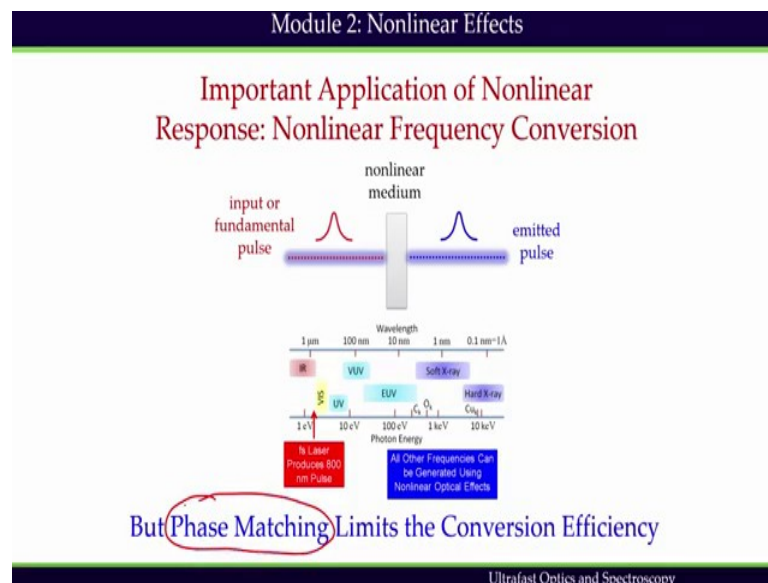 Module 2: Nonlinear Effects
Important Application of Nonlinear
Response: Nonlinear Frequency Conversion
nonlinear
medium
input or
fundamental
pulse
emitted
pulse
Wavelength
1 μm 100 nm 10 nm 1 nm 0.1 nm=1Å
IR VUV Soft X-ray
VIS UV EUV Hard X-ray
1 eV 10 eV 100 eV 1 keV 10 keV
Photon Energy
fs Laser
Produces 800
nm Pulse
All Other Frequencies Can
be Generated Using
Nonlinear Optical Effects
But Phase Matching Limits the Conversion Efficiency
Ultrafast Optics and Spectroscopy